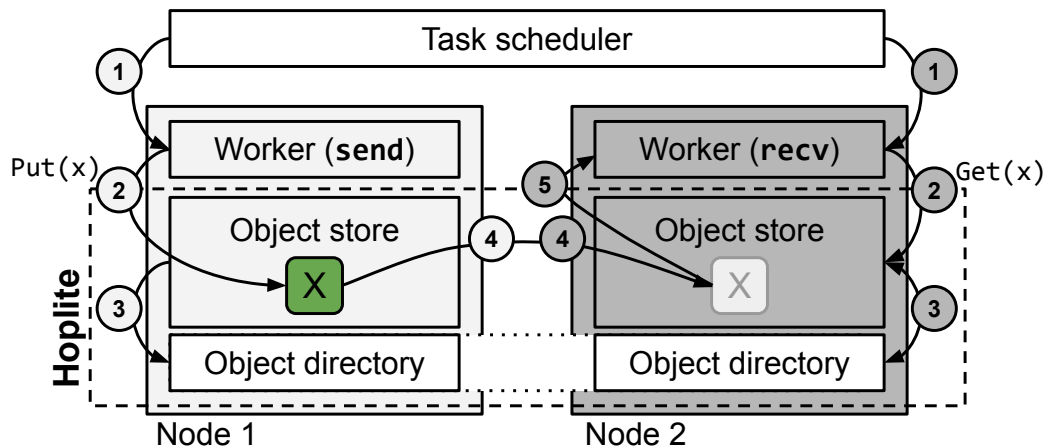 Task scheduler
1
1
Worker (send)
Worker (recv)
Put(x)
Get(x)
2
5
2
Object store
Object store
4
4
X
X
3
3
Hoplite
Object directory
Object directory
Node 1
Node 2